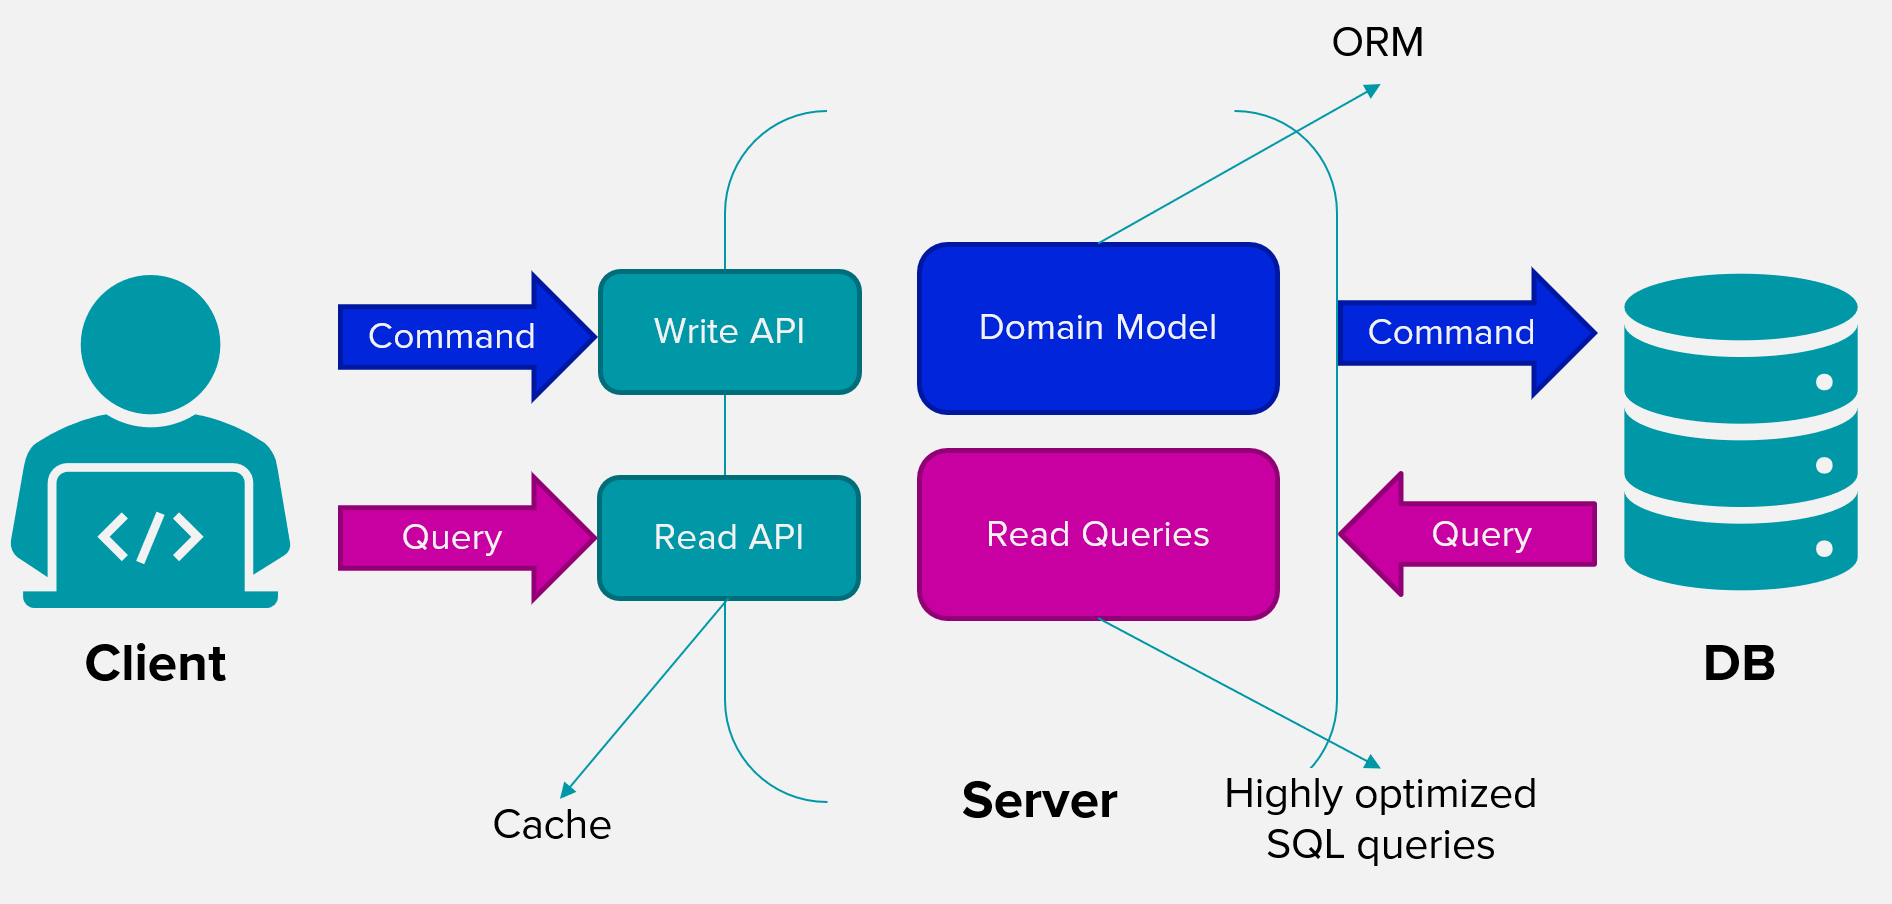 ORM
Command
Write API
Domain Model
Command
Query
Read API
Read Queries
Query
Client
DB
Server
Highly optimized
SQL queries
Cache